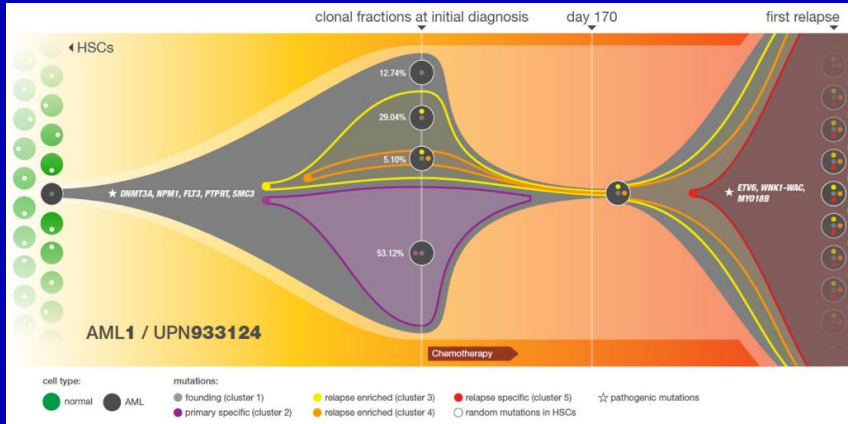 clonal fractions at initial diagnosis
day 170
first relapse
HSCs
12.74%
29.04%
5.10%
DNMT3A, NPM1, FLT3, PTPRT, SMC3
ETV6, WNK1-WAC,
MYO18B
53.12%
AML1 / UPN933124
Chemotherapy
cell type:
normal
AML
mutations:
founding (cluster 1)
primary specific (cluster 2)
relapse enriched (cluster 3)
relapse enriched (cluster 4)
relapse specific (cluster 5)
random mutations in HSCs
pathogenic mutations